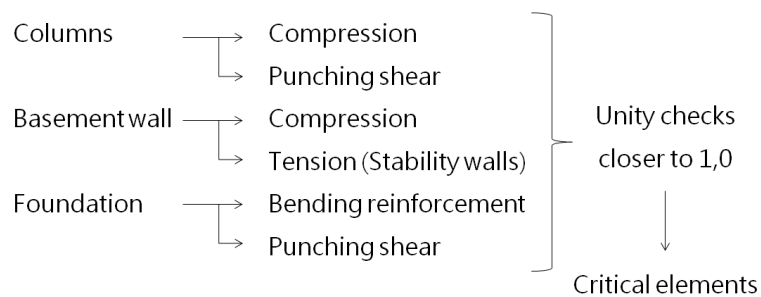 Columns
Compression
Punching shear
Basement wall
Compression
Tension (Stability walls)
Foundation
Bending reinforcement
Punching shear
Unity checks
closer to 1,0
Critical elements